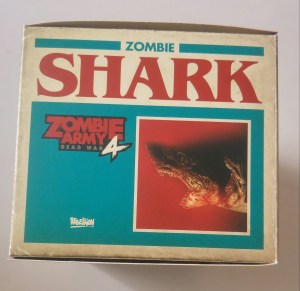 ZOMBIE
SHARK
ZOMBIE
ARMY 4
DEAD WAR
Rebellion